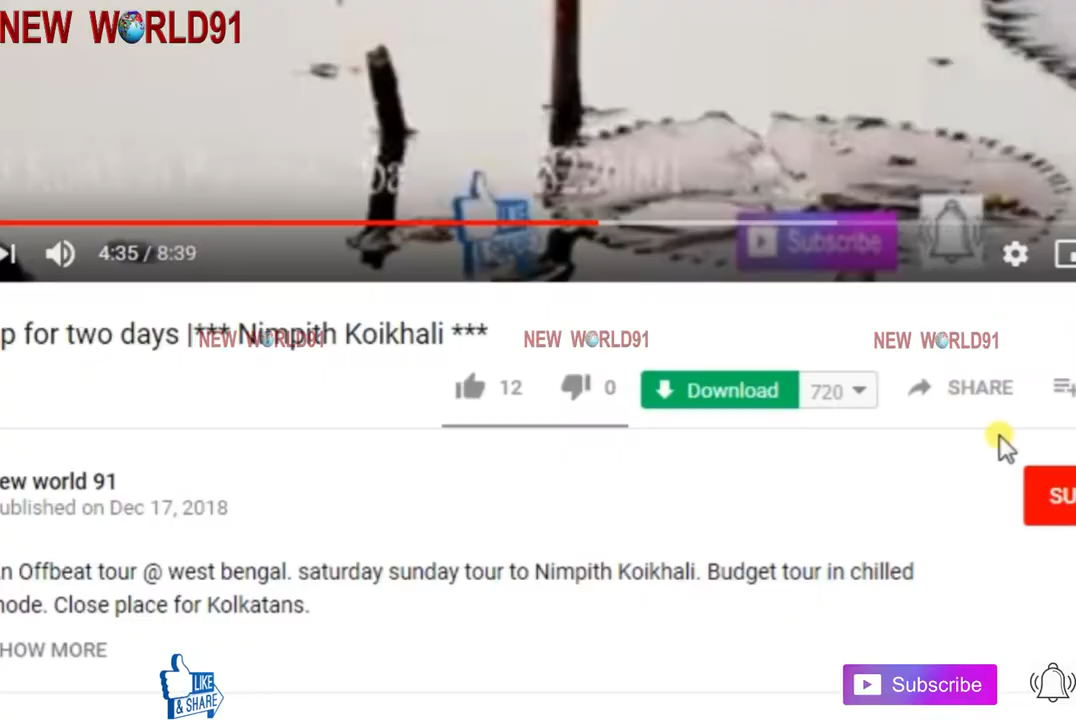 NEW WORLD91
LIKE
Subscribe
4:35 / 8:39
p for two days |*** Nimpith Koikhali ***
NEW WORLD91 NEW WORLD91 NEW WORLD91
12 0 Download 720 SHARE
ew world 91
ublished on Dec 17, 2018
SU
n Offbeat tour @ west bengal. saturday sunday tour to Nimpith Koikhali. Budget tour in chilled
node. Close place for Kolkatans.
HOW MORE
LIKE
& SHARE
Subscribe